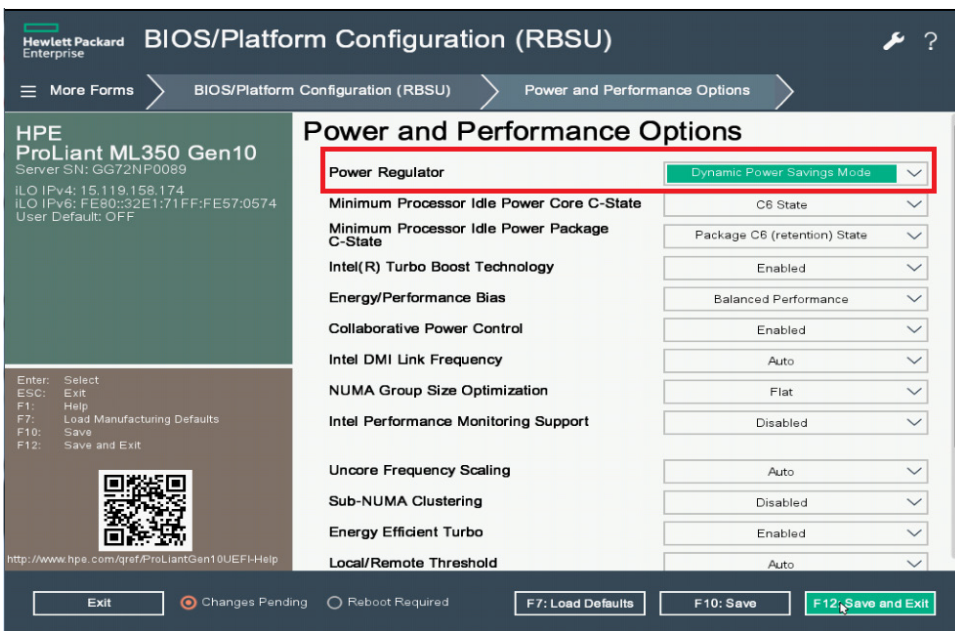 Hewlett Packard
Enterprise
BIOS/Platform Configuration (RBSU)
?
More Forms
BIOS/Platform Configuration (RBSU)
Power and Performance Options
HPE
ProLiant ML350 Gen10
Server SN: GG72NP0089
iLO IPv4: 15.119.158.174
iLO IPv6: FE80::32E1:71FF:FE57:0574
User Default: OFF
Enter: Select
ESC: Exit
F1: Help
F7: Load Manufacturing Defaults
F10: Save
F12: Save and Exit
http://www.hpe.com/qref/ProLiantGen10UEFI-Help
Power and Performance Options
Power Regulator Dynamic Power Savings Mode
Minimum Processor Idle Power Core C-State C6 State
Minimum Processor Idle Power Package
C-State Package C6 (retention) State
Intel(R) Turbo Boost Technology Enabled
Energy/Performance Bias Balanced Performance
Collaborative Power Control Enabled
Intel DMI Link Frequency Auto
NUMA Group Size Optimization Flat
Intel Performance Monitoring Support Disabled
Uncore Frequency Scaling Auto
Sub-NUMA Clustering Disabled
Energy Efficient Turbo Enabled
Local/Remote Threshold Auto
Exit Changes Pending Reboot Required F7: Load Defaults F10: Save F12: Save and Exit